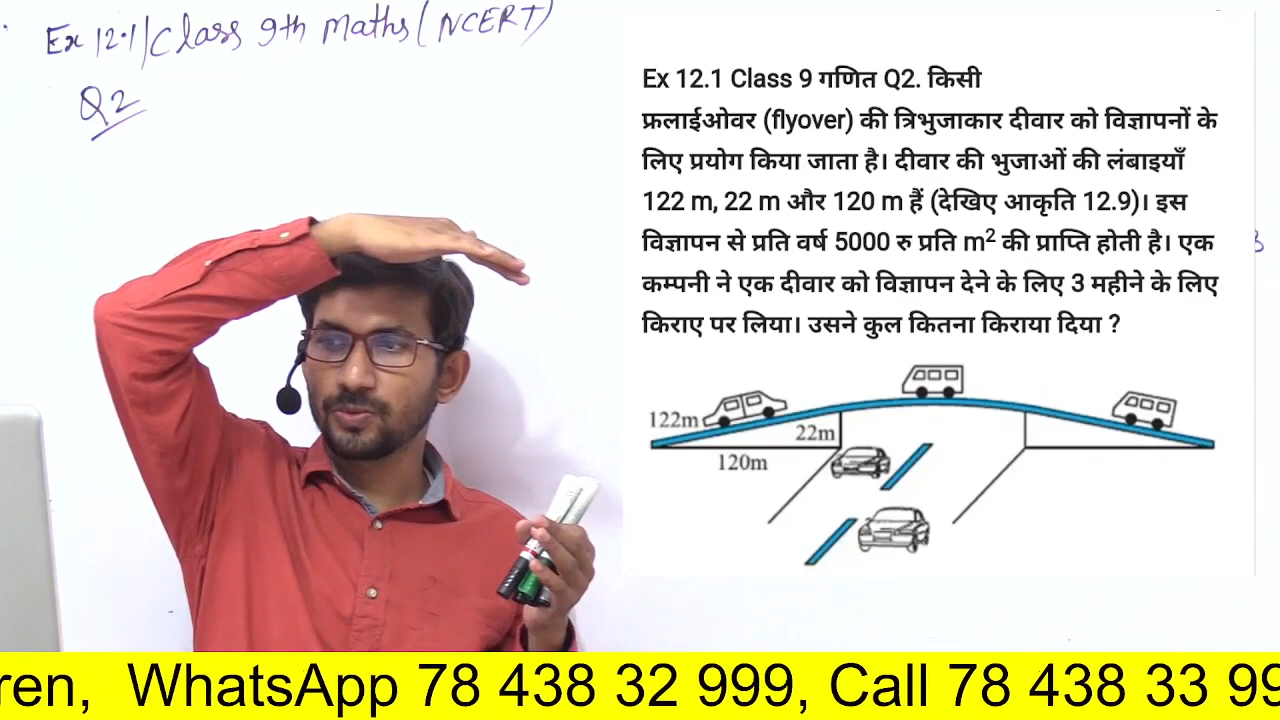 Ex 12.1/Class 9th Maths (NCERT)
Q2
Ex 12.1 Class 9 गणित Q2. किसी
फ्रलाईओवर (flyover) की त्रिभुजाकार दीवार को विज्ञापनों के
लिए प्रयोग किया जाता है। दीवार की भुजाओं की लंबाइयाँ
122 m, 22 m और 120 m हैं (देखिए आकृति 12.9)। इस
विज्ञापन से प्रति वर्ष 5000 रु प्रति m² की प्राप्ति होती है। एक
कम्पनी ने एक दीवार को विज्ञापन देने के लिए 3 महीने के लिए
किराए पर लिया। उसने कुल कितना किराया दिया ?
122m
22m
120m
ren, WhatsApp 78 438 32 999, Call 78 438 33 99